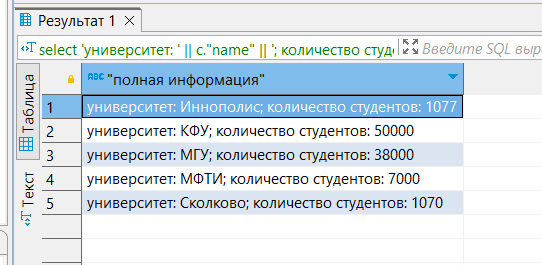 Результат 1
select 'университет: ' || c."name" || '; количество студе
Введите SQL выр
Таблица
Текст
ABC "полная информация"
1 университет: Иннополис; количество студентов: 1077
2 университет: КФУ; количество студентов: 50000
3 университет: МГУ; количество студентов: 38000
4 университет: МФТИ; количество студентов: 7000
5 университет: Сколково; количество студентов: 1070